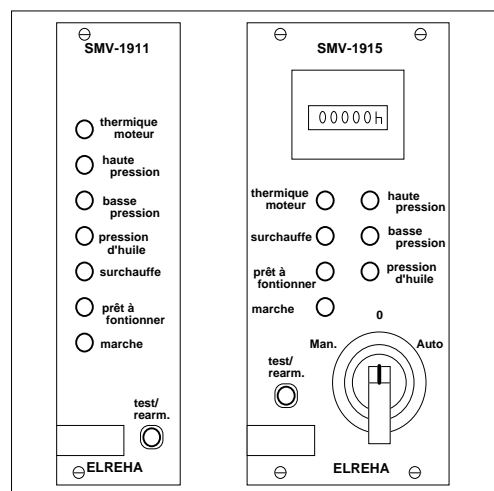 SMV-1911
thermique
moteur
haute
pression
basse
pression
pression
d'huile
surchauffe
prêt à
fontionner
marche
test/
rearm.
ELREHA
SMV-1915
00000h
thermique
moteur
haute
pression
surchauffe
basse
pression
prêt à
fontionner
pression
d'huile
marche
0
Man.
Auto
test/
rearm.
ELREHA